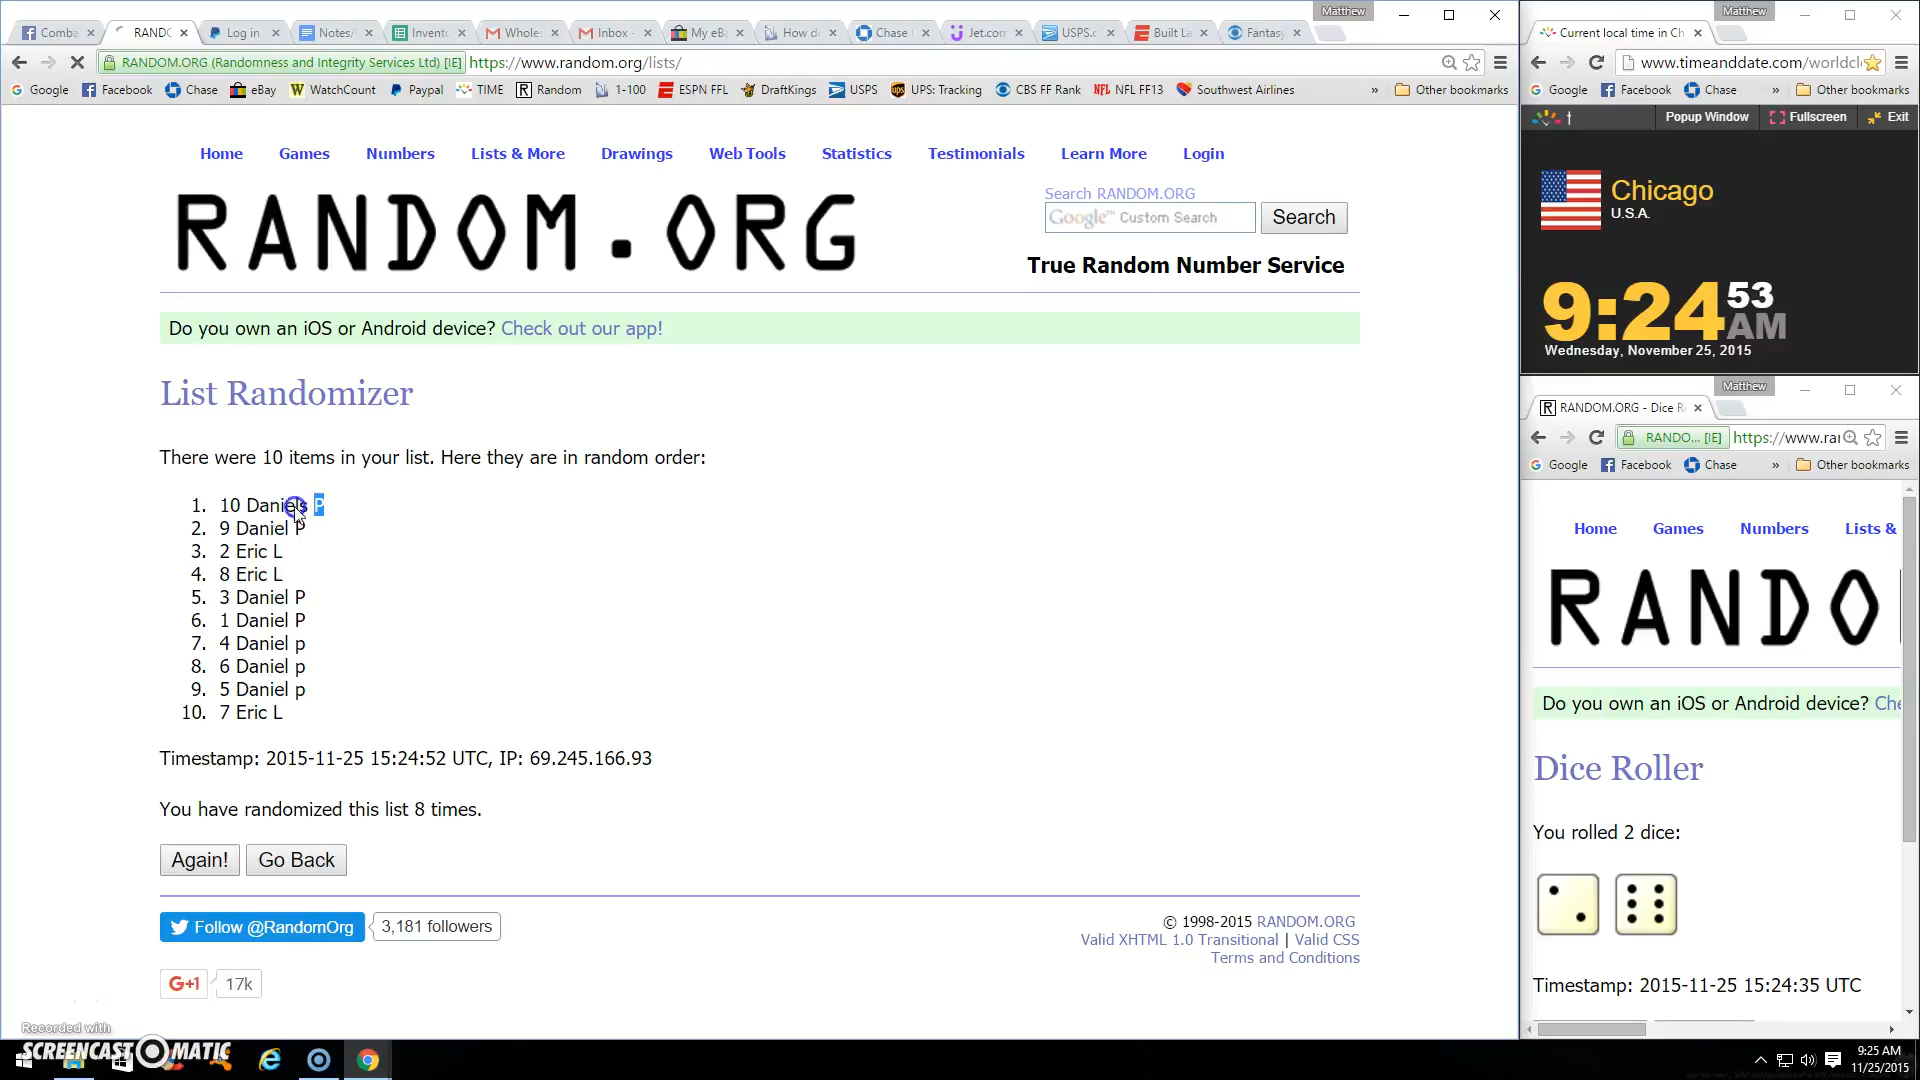 Matthew
Comba
RANDO
Log in
Notes/
Invento
Whole
Inbox -
My eBa
How do
Chase
Jet.com
USPS.c
Built La
Fantasy
RANDOM.ORG (Randomness and Integrity Services Ltd) [IE]
https://www.random.org/lists/
Google
Facebook
Chase
eBay
WatchCount
Paypal
TIME
Random
1-100
ESPN FFL
DraftKings
USPS
UPS: Tracking
CBS FF Rank
NFL FF13
Southwest Airlines
»
Other bookmarks
Home
Games
Numbers
Lists & More
Drawings
Web Tools
Statistics
Testimonials
Learn More
Login
RANDOM.ORG
Search RANDOM.ORG
Google™ Custom Search
Search
True Random Number Service
Do you own an iOS or Android device? Check out our app!
List Randomizer
There were 10 items in your list. Here they are in random order:
1. 10 Daniels P
2. 9 Daniel P
3. 2 Eric L
4. 8 Eric L
5. 3 Daniel P
6. 1 Daniel P
7. 4 Daniel p
8. 6 Daniel p
9. 5 Daniel p
10. 7 Eric L
Timestamp: 2015-11-25 15:24:52 UTC, IP: 69.245.166.93
You have randomized this list 8 times.
Again!
Go Back
Follow @RandomOrg
3,181 followers
© 1998-2015 RANDOM.ORG
Valid XHTML 1.0 Transitional | Valid CSS
Terms and Conditions
G+1
17k
Recorded with
SCREENCAST-O-MATIC
Matthew
Current local time in Ch
www.timeanddate.com/worldcl
Google
Facebook
Chase
»
Other bookmarks
t
Popup Window
Fullscreen
Exit
Chicago
U.S.A.
9:24 53 AM
Wednesday, November 25, 2015
Matthew
RANDOM.ORG - Dice R
RANDO... [IE]
https://www.rar
Google
Facebook
Chase
»
Other bookmarks
Home
Games
Numbers
Lists &
RANDO
Do you own an iOS or Android device? Che
Dice Roller
You rolled 2 dice:
Timestamp: 2015-11-25 15:24:35 UTC
9:25 AM
11/25/2015